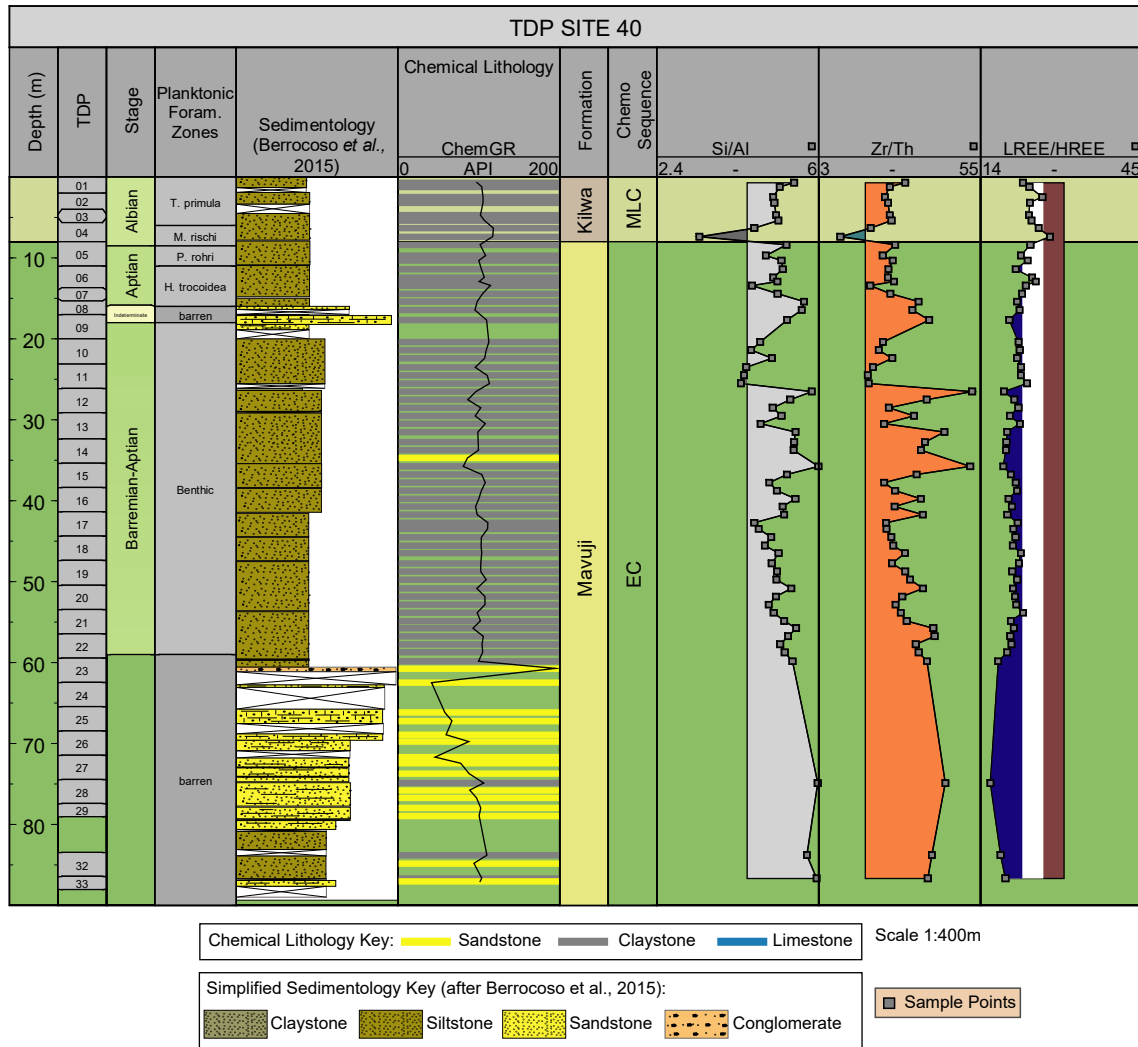 TDP SITE 40
Depth (m)
TDP
Stage
Planktonic
Foram.
Zones
Sedimentology
(Berrocoso et al.,
2015)
Chemical Lithology
ChemGR
0 API 200
Formation
Chemo
Sequence
Si/Al
2.4 - 6
Zr/Th
3 - 55
LREE/HREE
14 - 45
10
20
30
40
50
60
70
80
01
02
03
04
05
06
07
08
09
10
11
12
13
14
15
16
17
18
19
20
21
22
23
24
25
26
27
28
29
32
33
Albian
Aptian
Indeterminate
Barremian-Aptian
T. primula
M. rischi
P. rohri
H. trocoidea
barren
Benthic
barren
Kilwa
Mavuji
MLC
EC
Chemical Lithology Key: Sandstone Claystone Limestone
Scale 1:400m
Simplified Sedimentology Key (after Berrocoso et al., 2015):
Claystone Siltstone Sandstone Conglomerate
Sample Points